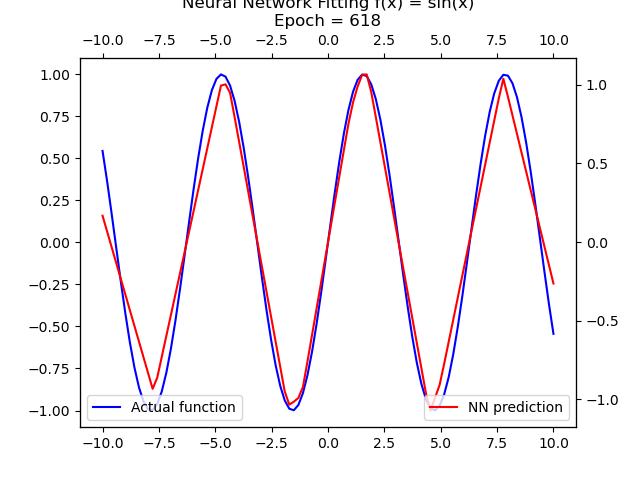 Neural Network Fitting f(x) = sin(x)
Epoch = 618
−10.0 −7.5 −5.0 −2.5 0.0 2.5 5.0 7.5 10.0
1.00
0.75
0.50
0.25
0.00
−0.25
−0.50
−0.75
−1.00
1.0
0.5
0.0
−0.5
−1.0
Actual function
NN prediction
−10.0 −7.5 −5.0 −2.5 0.0 2.5 5.0 7.5 10.0